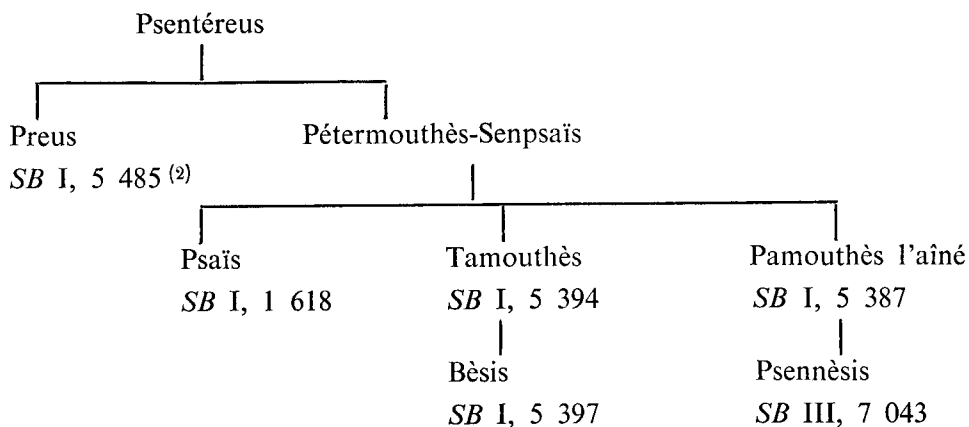 Psentéreus
Preus Pétermouthès-Senpsaïs
SB I, 5 485 (2)
Psaïs Tamouthès Pamouthès l'aîné
SB I, 1 618 SB I, 5 394 SB I, 5 387
Bèsis Psennèsis
SB I, 5 397 SB III, 7 043